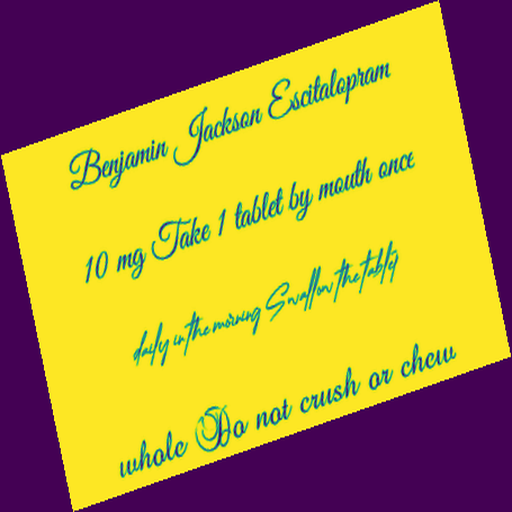 Benjamin Jackson Escitalopram
10 mg Take 1 tablet by mouth once
daily in the morning Swallow the tablet
whole Do not crush or chew